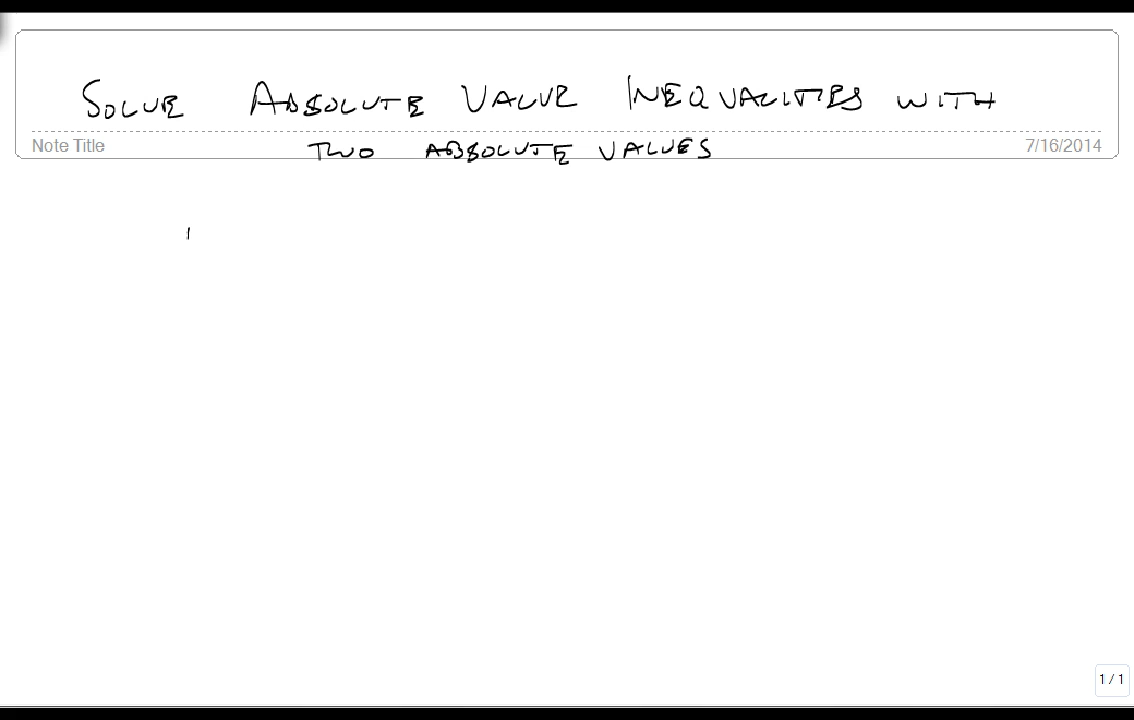 SOLVE ABSOLUTE VALUE INEQUALITIES WITH
TWO ABSOLUTE VALUES
Note Title
7/16/2014
1 / 1